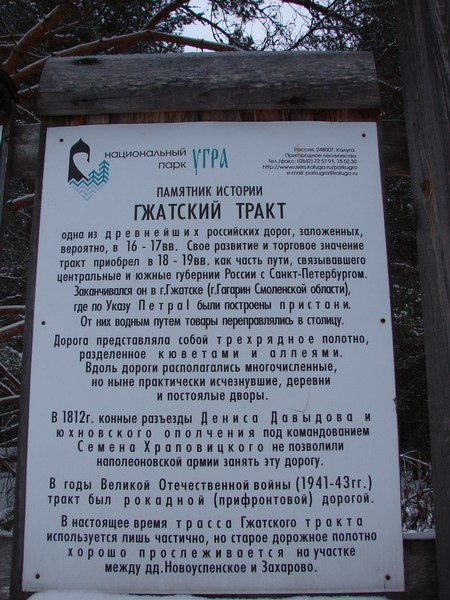 национальный
парк УГРА
Россия, 248007, Калуга,
Пригородное лесничество
Тел./факс: (0842) 72 57 91, 78 52 30
http://www.users.kaluga.ru/parkugra
e-mail: parkugra@kaluga.ru
ПАМЯТНИК ИСТОРИИ
ГЖАТСКИЙ ТРАКТ
одна из древнейших российских дорог, заложенных,
вероятно, в 16 - 17вв. Свое развитие и торговое значение
тракт приобрел в 18 - 19вв. как часть пути, связывавшего
центральные и южные губернии России с Санкт-Петербургом.
Заканчивался он в г.Гжатске (г.Гагарин Смоленской области),
где по Указу Петра I были построены пристани.
От них водным путем товары переправлялись в столицу.
Дорога представляла собой трехрядное полотно,
разделенное кюветами и аллеями.
Вдоль дороги располагались многочисленные,
но ныне практически исчезнувшие, деревни
и постоялые дворы.
В 1812г. конные разъезды Дениса Давыдова и
юхновского ополчения под командованием
Семена Храповицкого не позволили
наполеоновской армии занять эту дорогу.
В годы Великой Отечественной войны (1941-43гг.)
тракт был рокадной (прифронтовой) дорогой.
В настоящее время трасса Гжатского тракта
используется лишь частично, но старое дорожное полотно
хорошо прослеживается на участке
между дд.Новоуспенское и Захарово.